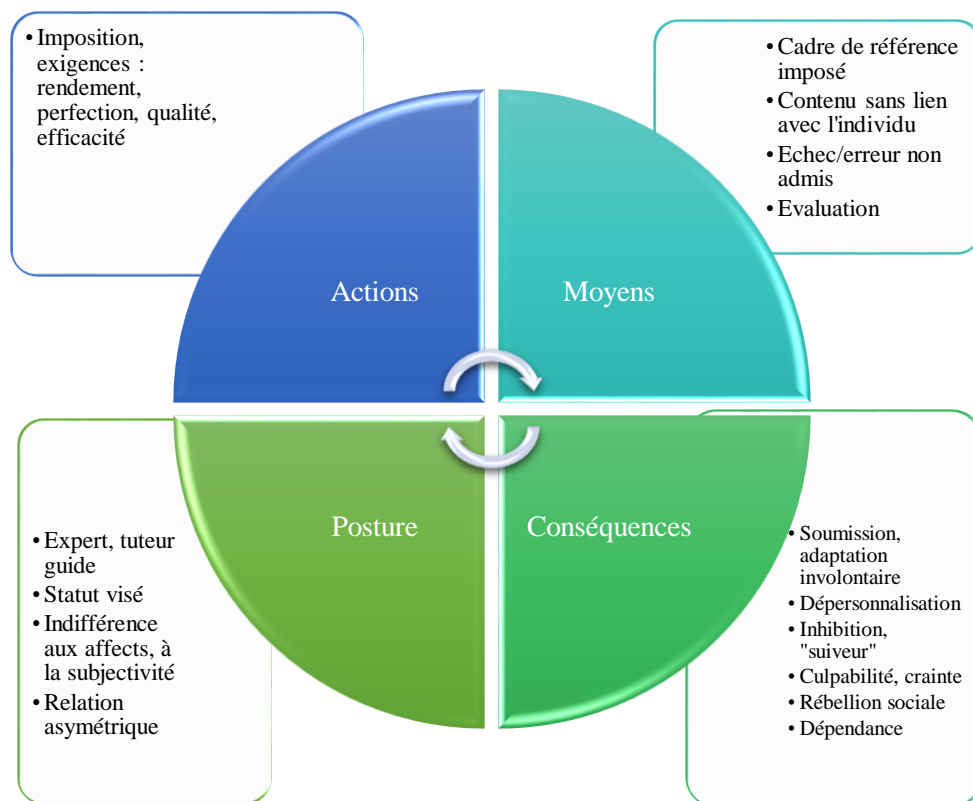 • Imposition,
exigences :
rendement,
perfection, qualité,
efficacité
• Cadre de référence
imposé
• Contenu sans lien
avec l'individu
• Echec/erreur non
admis
• Evaluation
Actions
Moyens
Posture
Conséquences
• Expert, tuteur
guide
• Statut visé
• Indifférence
aux affects, à
la subjectivité
• Relation
asymétrique
• Soumission,
adaptation
involontaire
• Dépersonnalisation
• Inhibition,
"suiveur"
• Culpabilité, crainte
• Rébellion sociale
• Dépendance